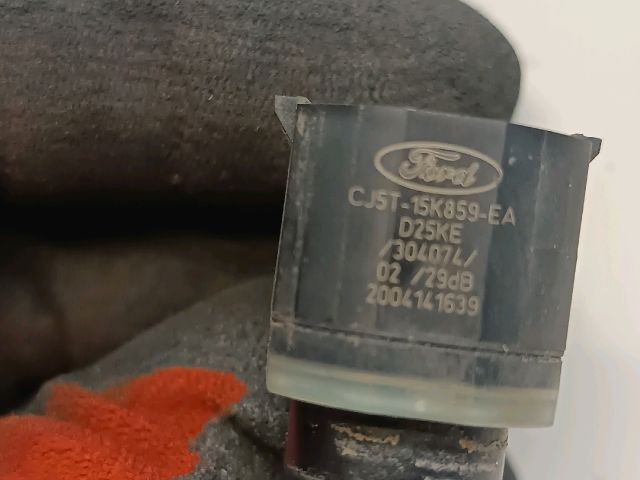 Ford
CJ5T-15K859-EA
D25KE
/304074/
02 /29dB
2004141639